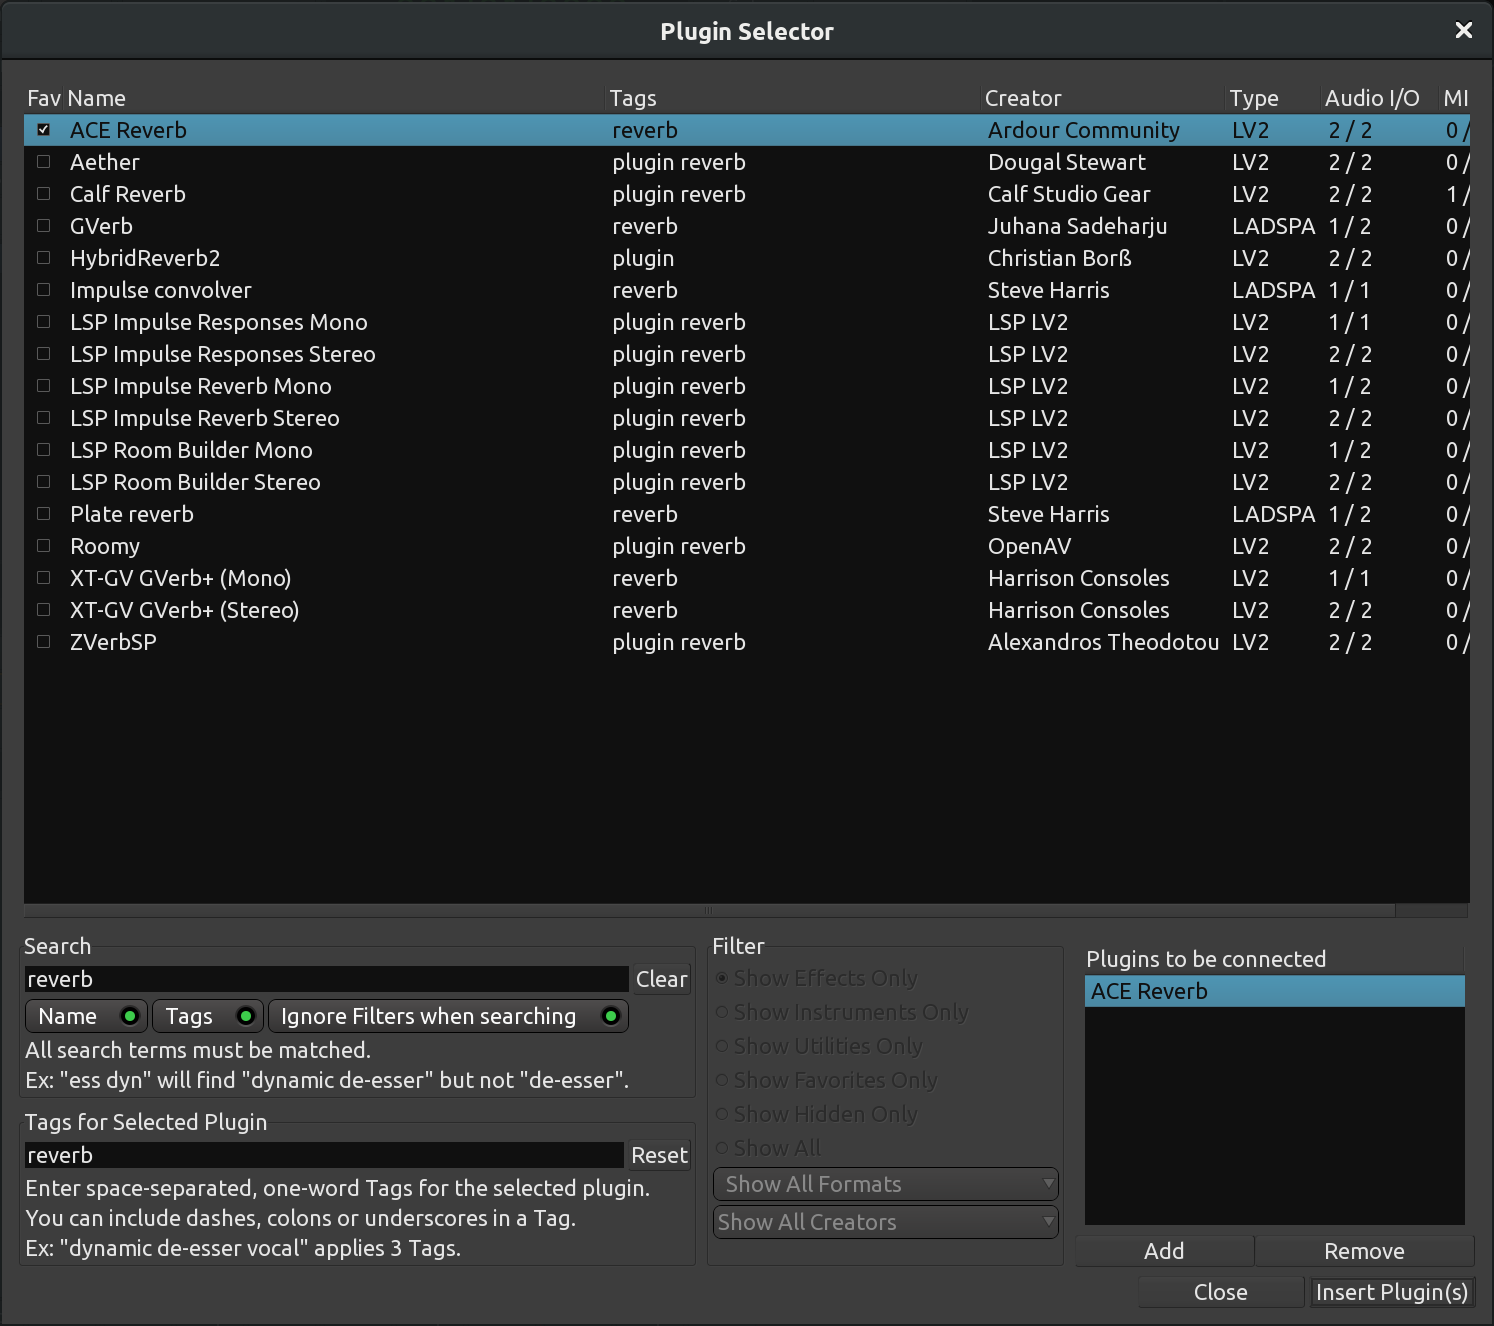 Plugin Selector
Fav Name Tags Creator Type Audio I/O MI
ACE Reverb reverb Ardour Community LV2 2 / 2 0 /
Aether plugin reverb Dougal Stewart LV2 2 / 2 0 /
Calf Reverb plugin reverb Calf Studio Gear LV2 2 / 2 1 /
GVerb reverb Juhana Sadeharju LADSPA 1 / 2 0 /
HybridReverb2 plugin Christian Borß LV2 2 / 2 0 /
Impulse convolver reverb Steve Harris LADSPA 1 / 1 0 /
LSP Impulse Responses Mono plugin reverb LSP LV2 LV2 1 / 1 0 /
LSP Impulse Responses Stereo plugin reverb LSP LV2 LV2 2 / 2 0 /
LSP Impulse Reverb Mono plugin reverb LSP LV2 LV2 1 / 2 0 /
LSP Impulse Reverb Stereo plugin reverb LSP LV2 LV2 2 / 2 0 /
LSP Room Builder Mono plugin reverb LSP LV2 LV2 1 / 2 0 /
LSP Room Builder Stereo plugin reverb LSP LV2 LV2 2 / 2 0 /
Plate reverb reverb Steve Harris LADSPA 1 / 2 0 /
Roomy plugin reverb OpenAV LV2 2 / 2 0 /
XT-GV GVerb+ (Mono) reverb Harrison Consoles LV2 1 / 1 0 /
XT-GV GVerb+ (Stereo) reverb Harrison Consoles LV2 2 / 2 0 /
ZVerbSP plugin reverb Alexandros Theodotou LV2 2 / 2 0 /
Search
reverb Clear
Name Tags Ignore Filters when searching
All search terms must be matched.
Ex: "ess dyn" will find "dynamic de-esser" but not "de-esser".
Tags for Selected Plugin
reverb Reset
Enter space-separated, one-word Tags for the selected plugin.
You can include dashes, colons or underscores in a Tag.
Ex: "dynamic de-esser vocal" applies 3 Tags.
Filter
Show Effects Only
Show Instruments Only
Show Utilities Only
Show Favorites Only
Show Hidden Only
Show All
Show All Formats
Show All Creators
Plugins to be connected
ACE Reverb
Add Remove
Close Insert Plugin(s)